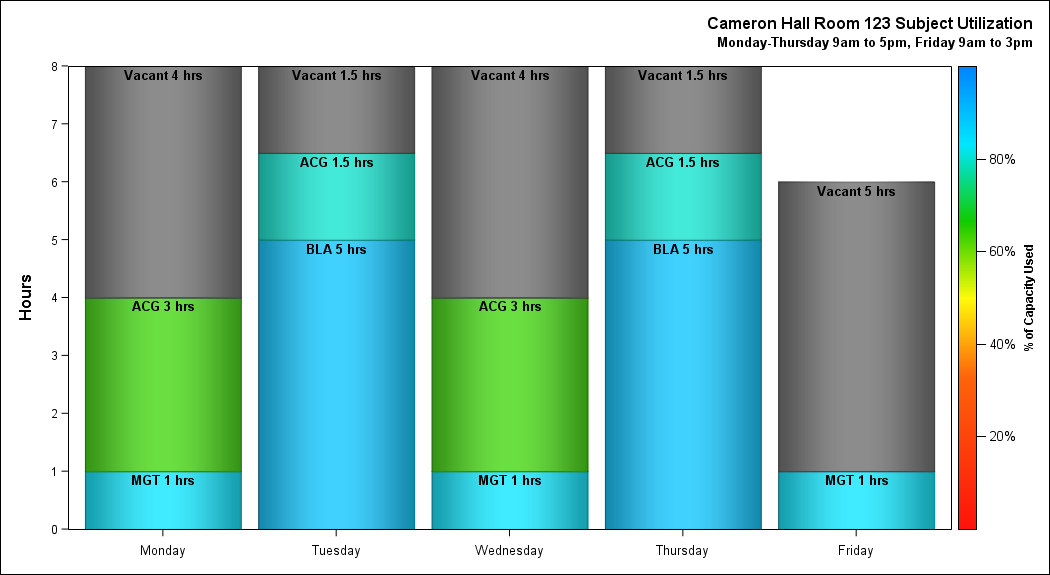 Cameron Hall Room 123 Subject Utilization
Monday-Thursday 9am to 5pm, Friday 9am to 3pm
Hours
8
7
6
5
4
3
2
1
0
Vacant 4 hrs
ACG 3 hrs
MGT 1 hrs
Vacant 1.5 hrs
ACG 1.5 hrs
BLA 5 hrs
Vacant 4 hrs
ACG 3 hrs
MGT 1 hrs
Vacant 1.5 hrs
ACG 1.5 hrs
BLA 5 hrs
Vacant 5 hrs
MGT 1 hrs
Monday Tuesday Wednesday Thursday Friday
80%
60%
40%
20%
% of Capacity Used